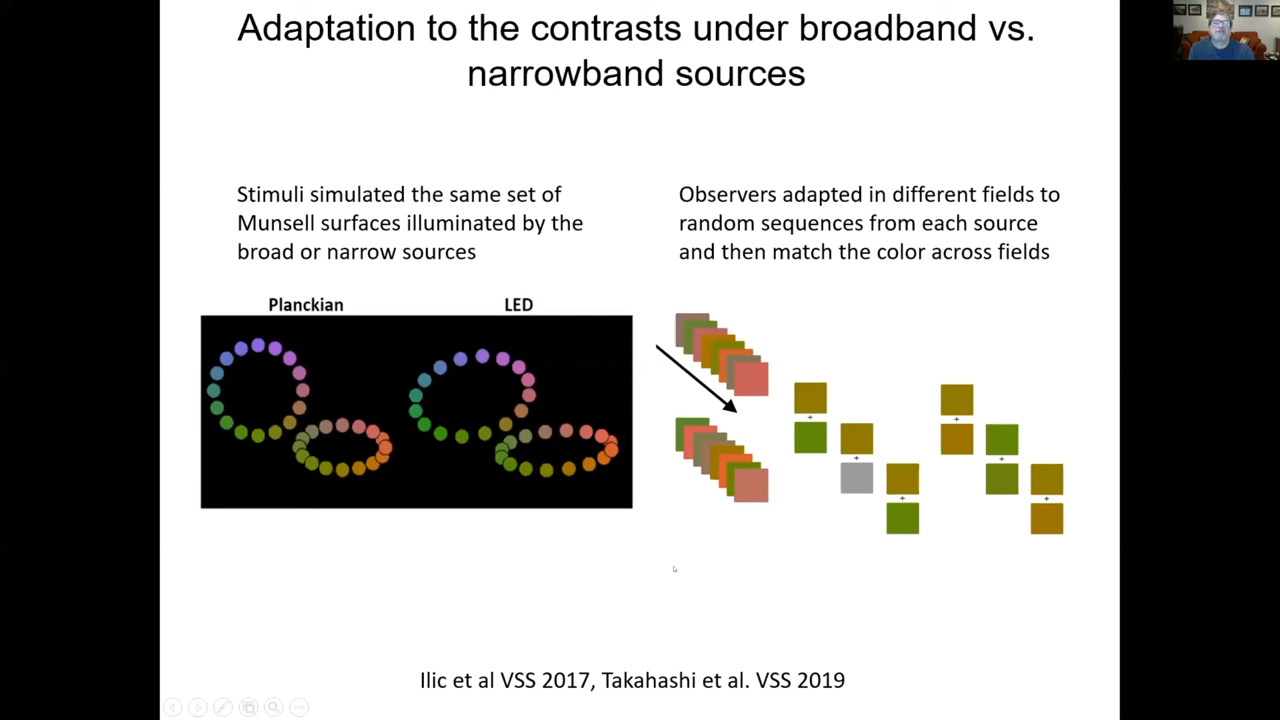 Adaptation to the contrasts under broadband vs.
narrowband sources
Stimuli simulated the same set of
Munsell surfaces illuminated by the
broad or narrow sources
Observers adapted in different fields to
random sequences from each source
and then match the color across fields
Planckian
LED
Ilic et al VSS 2017, Takahashi et al. VSS 2019